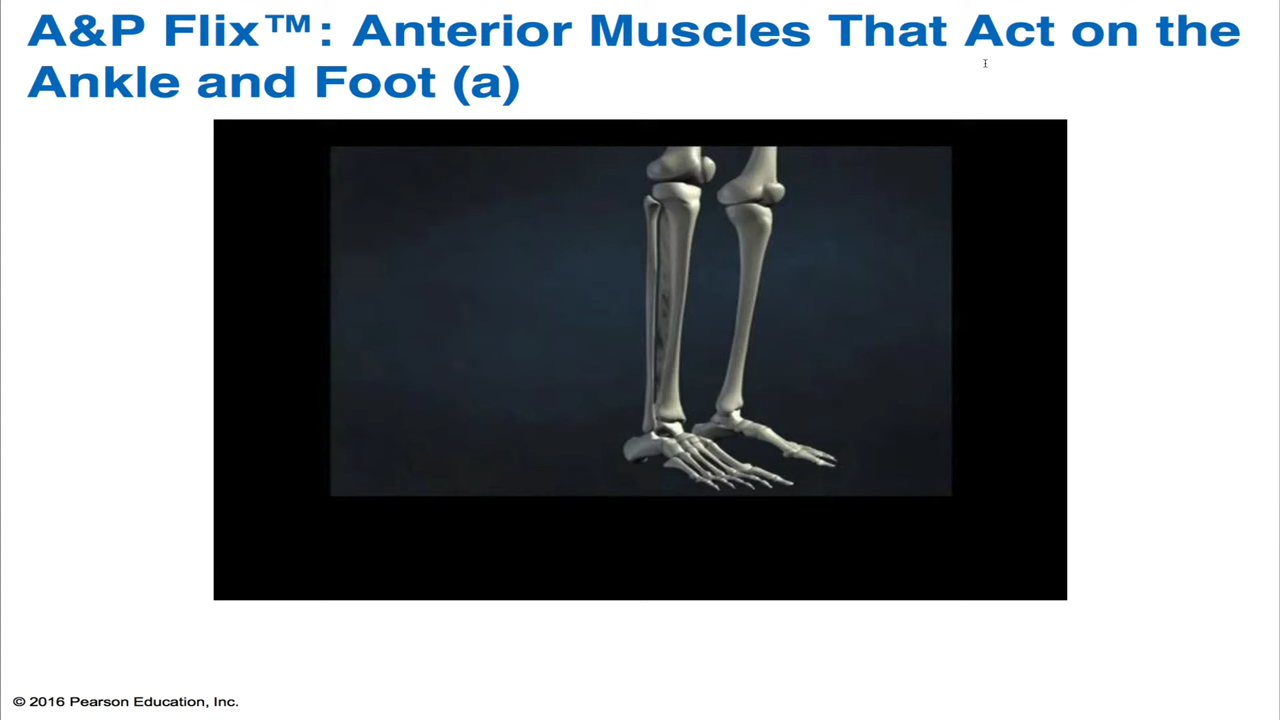 A&P Flix™: Anterior Muscles That Act on the
Ankle and Foot (a)
© 2016 Pearson Education, Inc.